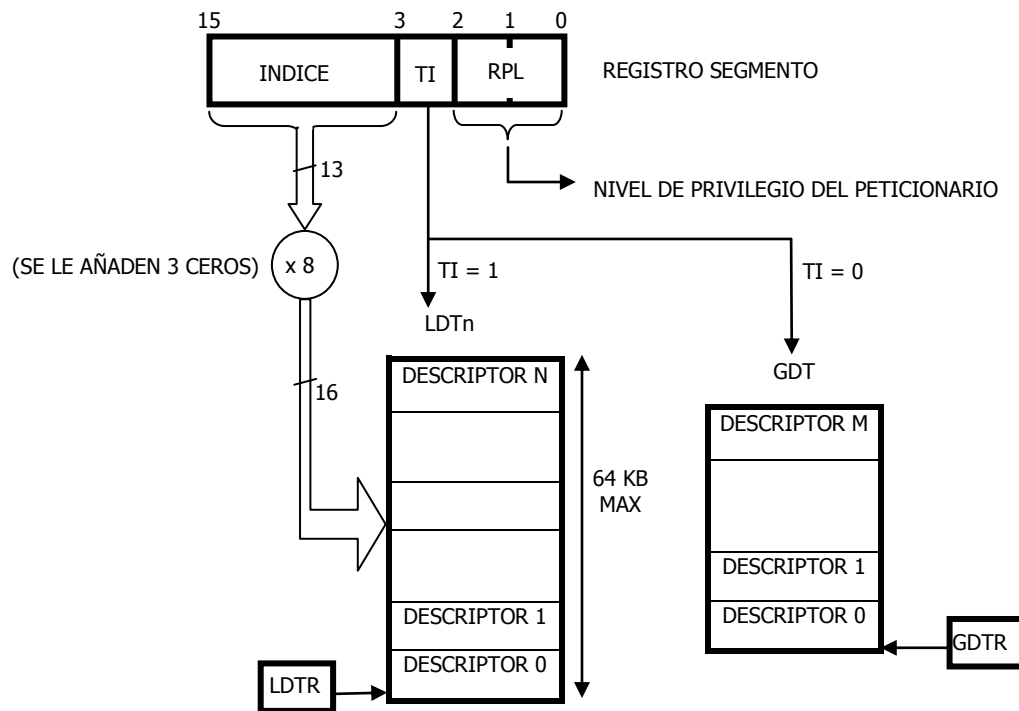 15 3 2 1 0
INDICE TI RPL REGISTRO SEGMENTO
13
NIVEL DE PRIVILEGIO DEL PETICIONARIO
(SE LE AÑADEN 3 CEROS) x 8
TI = 1 TI = 0
LDTn
GDT
16
DESCRIPTOR N
DESCRIPTOR M
64 KB
MAX
DESCRIPTOR 1
DESCRIPTOR 0
DESCRIPTOR 1
DESCRIPTOR 0
LDTR
GDTR